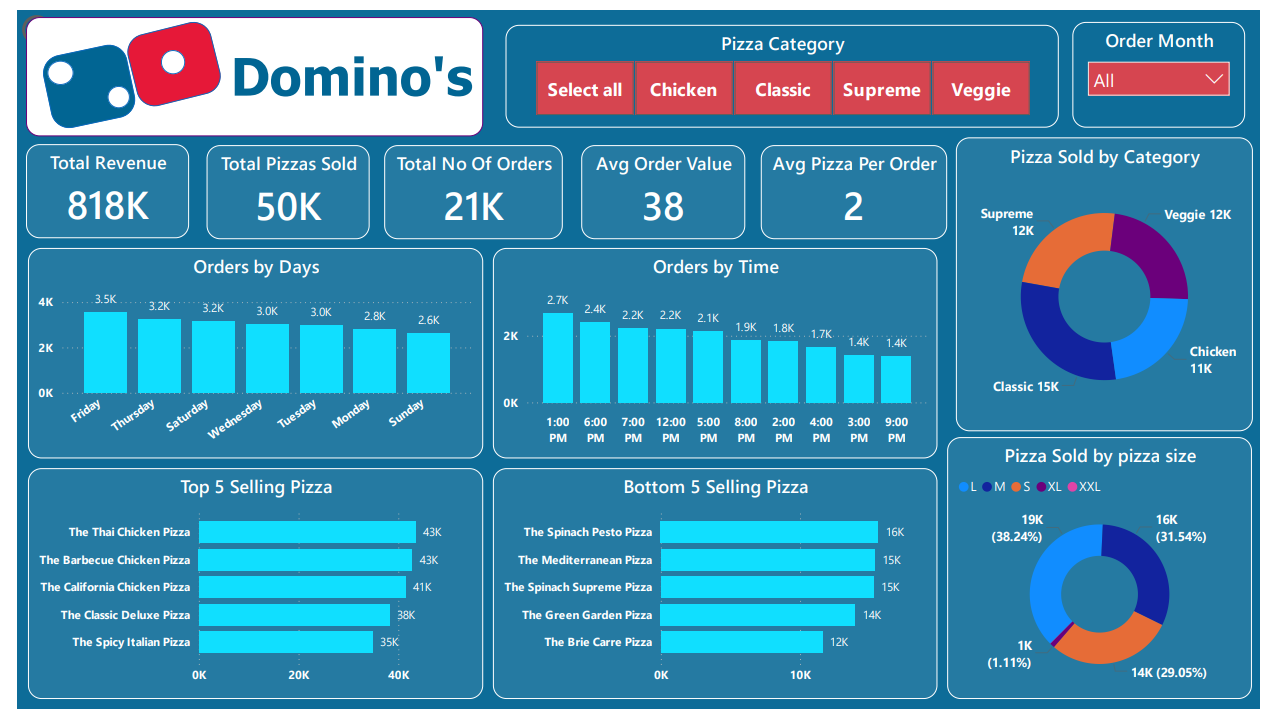 Domino's
Pizza Category
Select all Chicken Classic Supreme Veggie
Order Month
All
Total Revenue
818K
Total Pizzas Sold
50K
Total No Of Orders
21K
Avg Order Value
38
Avg Pizza Per Order
2
Pizza Sold by Category
Supreme
12K
Veggie 12K
Chicken
11K
Classic 15K
Orders by Days
4K
2K
0K
3.5K 3.2K 3.2K 3.0K 3.0K 2.8K 2.6K
Friday Thursday Saturday Wednesday Tuesday Monday Sunday
Orders by Time
2K
0K
2.7K 2.4K 2.2K 2.2K 2.1K 1.9K 1.8K 1.7K 1.4K 1.4K
1:00 6:00 7:00 12:00 5:00 8:00 2:00 4:00 3:00 9:00
PM PM PM PM PM PM PM PM PM PM
Top 5 Selling Pizza
The Thai Chicken Pizza 43K
The Barbecue Chicken Pizza 43K
The California Chicken Pizza 41K
The Classic Deluxe Pizza 38K
The Spicy Italian Pizza 35K
0K 20K 40K
Bottom 5 Selling Pizza
The Spinach Pesto Pizza 16K
The Mediterranean Pizza 15K
The Spinach Supreme Pizza 15K
The Green Garden Pizza 14K
The Brie Carre Pizza 12K
0K 10K
Pizza Sold by pizza size
L M S XL XXL
19K
(38.24%)
16K
(31.54%)
1K
(1.11%)
14K (29.05%)